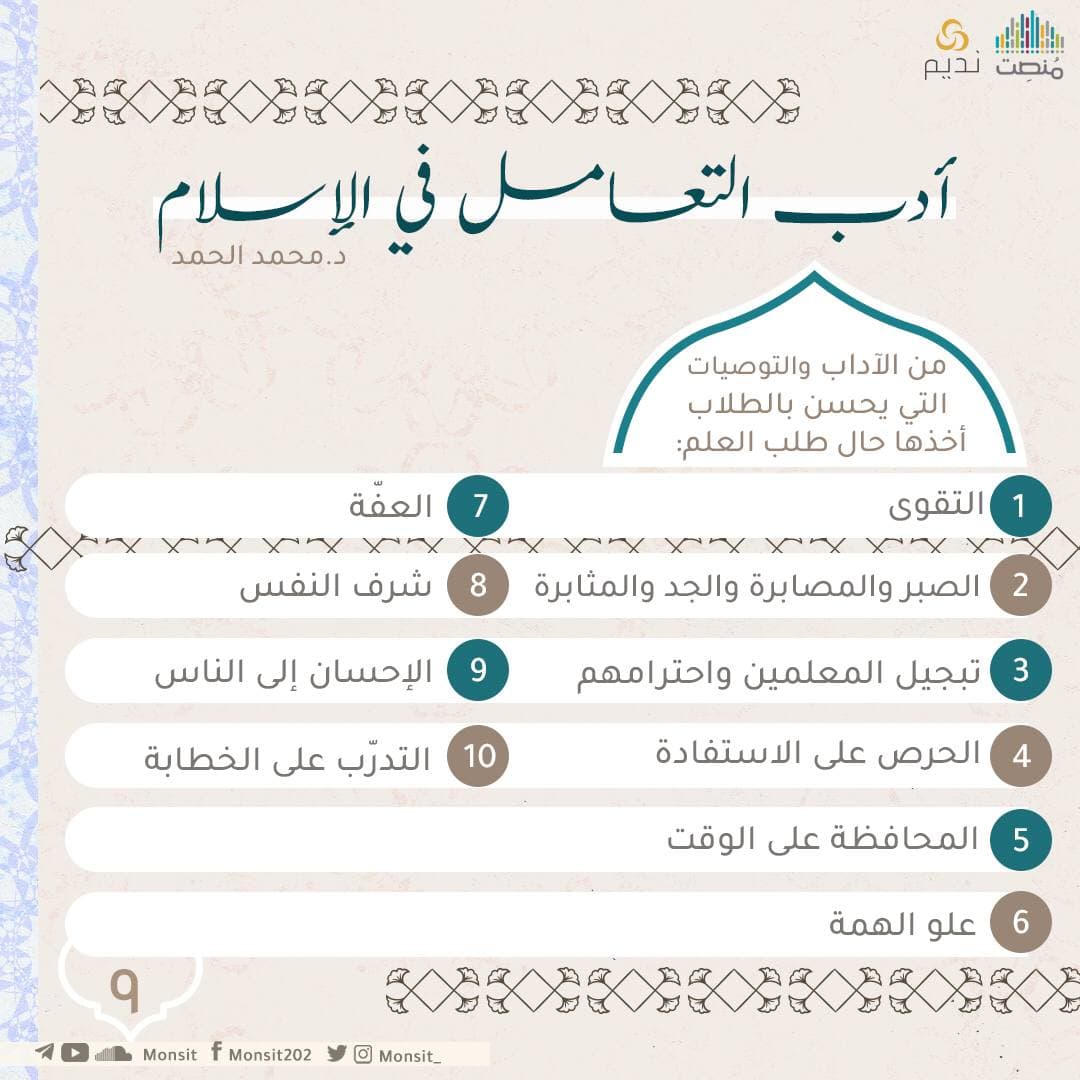 نديم
مُنصِت
أدب التعامل في الإسلام
د.محمد الحمد
من الآداب والتوصيات
التي يحسن بالطلاب
أخذها حال طلب العلم:
1 التقوى
2 الصبر والمصابرة والجد والمثابرة
3 تبجيل المعلمين واحترامهم
4 الحرص على الاستفادة
5 المحافظة على الوقت
6 علو الهمة
7 العفّة
8 شرف النفس
9 الإحسان إلى الناس
10 التدرّب على الخطابة
٩
Monsit Monsit202 Monsit_